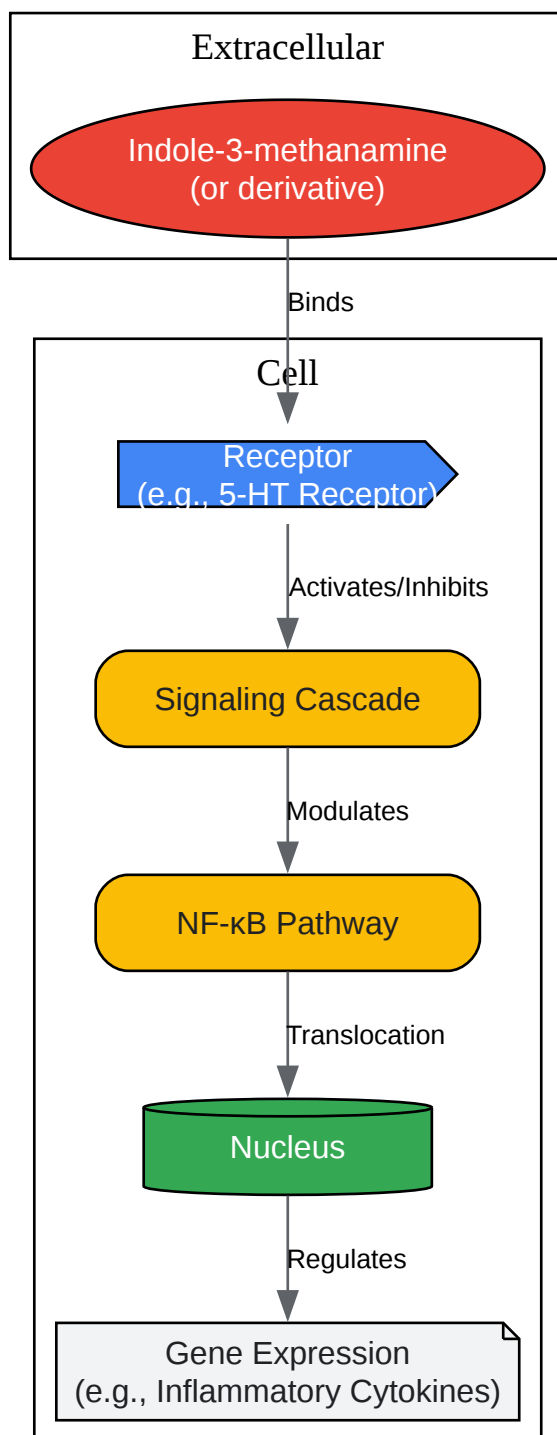 Extracellular
Indole-3-methanamine
(or derivative)
Binds
Cell
Receptor
(e.g., 5-HT Receptor)
Activates/Inhibits
Signaling Cascade
Modulates
NF-κB Pathway
Translocation
Nucleus
Regulates
Gene Expression
(e.g., Inflammatory Cytokines)